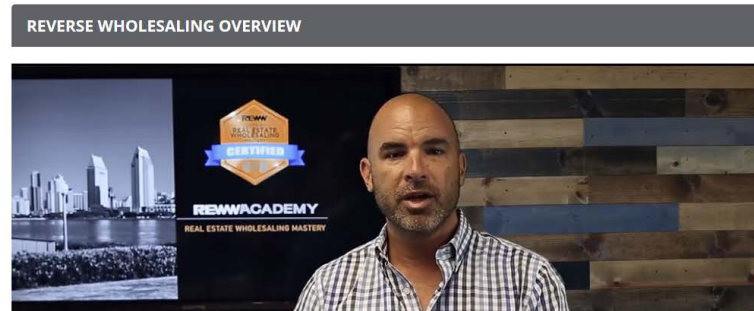 REVERSE WHOLESALING OVERVIEW
REWW
REAL ESTATE
WHOLESALING
CERTIFIED
REWWACADEMY
REAL ESTATE WHOLESALING MASTERY